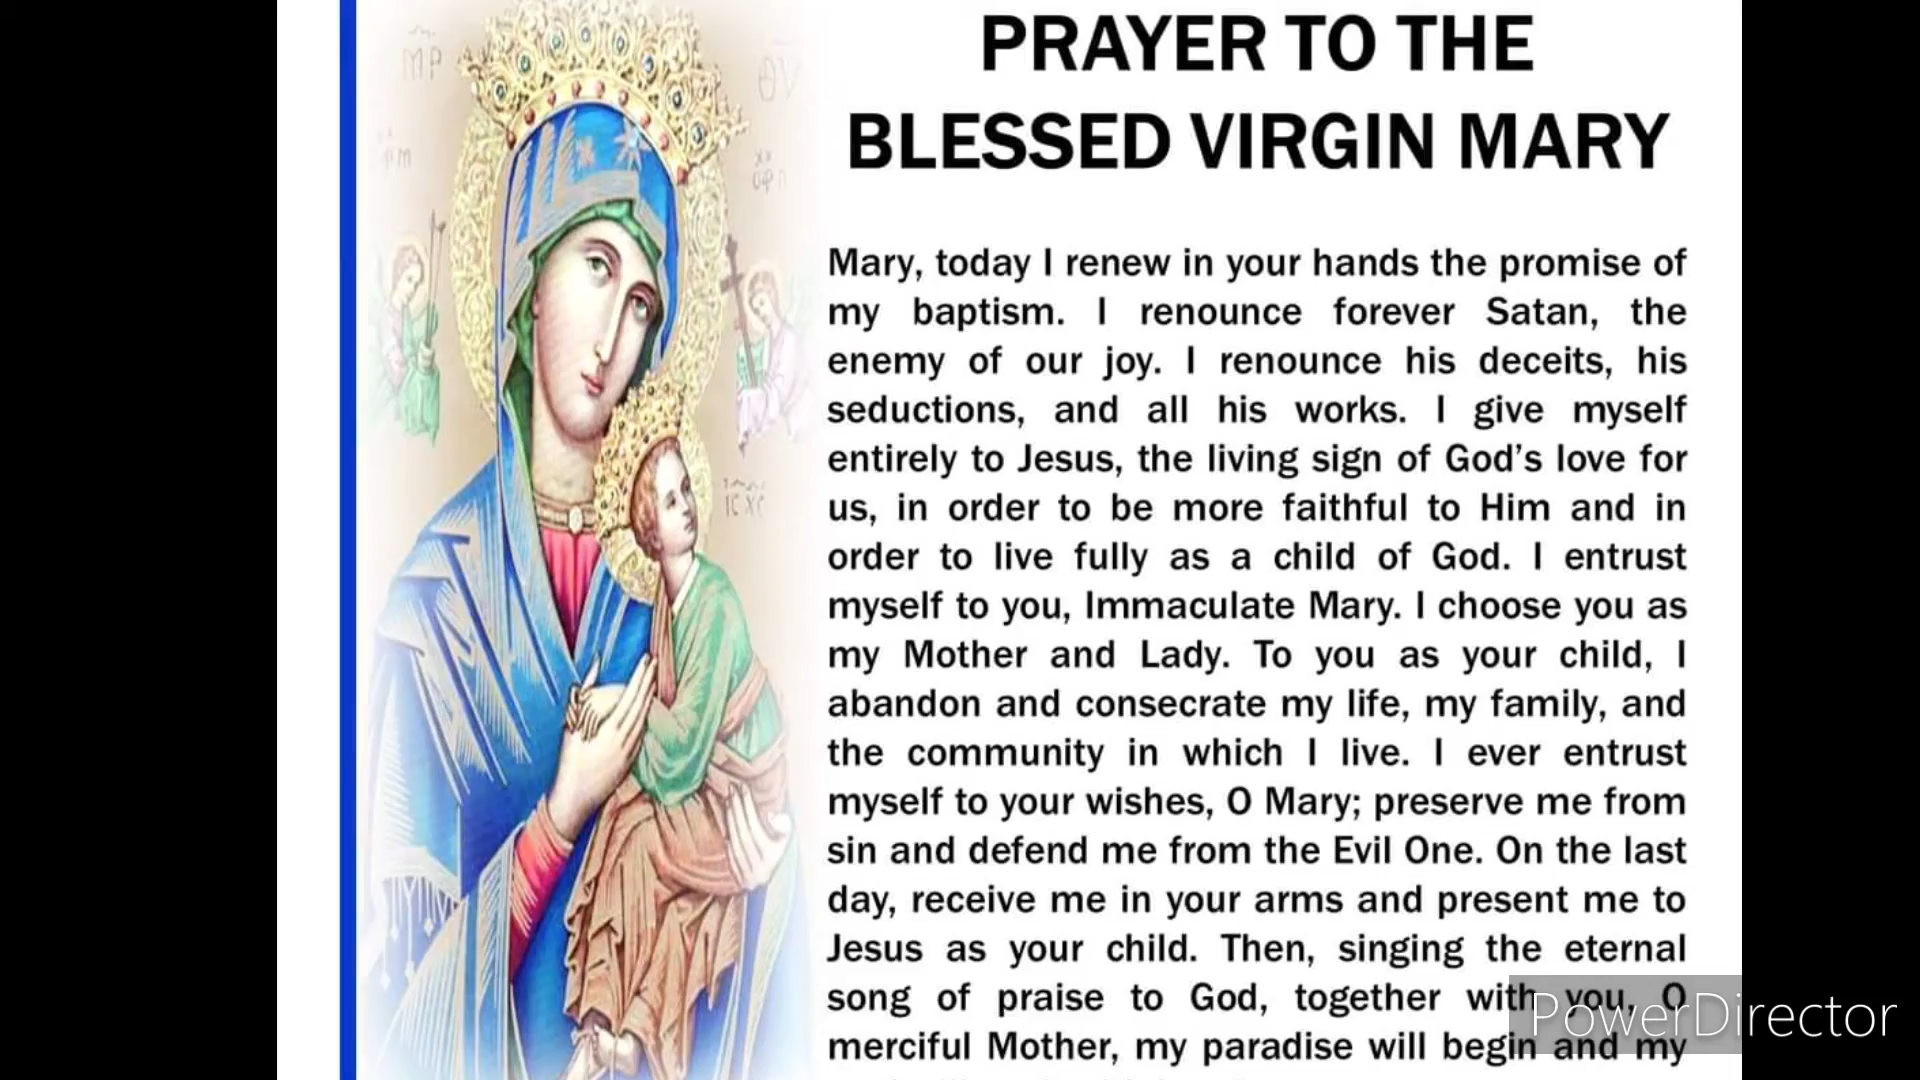 PRAYER TO THE
BLESSED VIRGIN MARY
Mary, today I renew in your hands the promise of
my baptism. I renounce forever Satan, the
enemy of our joy. I renounce his deceits, his
seductions, and all his works. I give myself
entirely to Jesus, the living sign of God’s love for
us, in order to be more faithful to Him and in
order to live fully as a child of God. I entrust
myself to you, Immaculate Mary. I choose you as
my Mother and Lady. To you as your child, I
abandon and consecrate my life, my family, and
the community in which I live. I ever entrust
myself to your wishes, O Mary; preserve me from
sin and defend me from the Evil One. On the last
day, receive me in your arms and present me to
Jesus as your child. Then, singing the eternal
song of praise to God, together with you, O
merciful Mother, my paradise will begin and my
PowerDirector